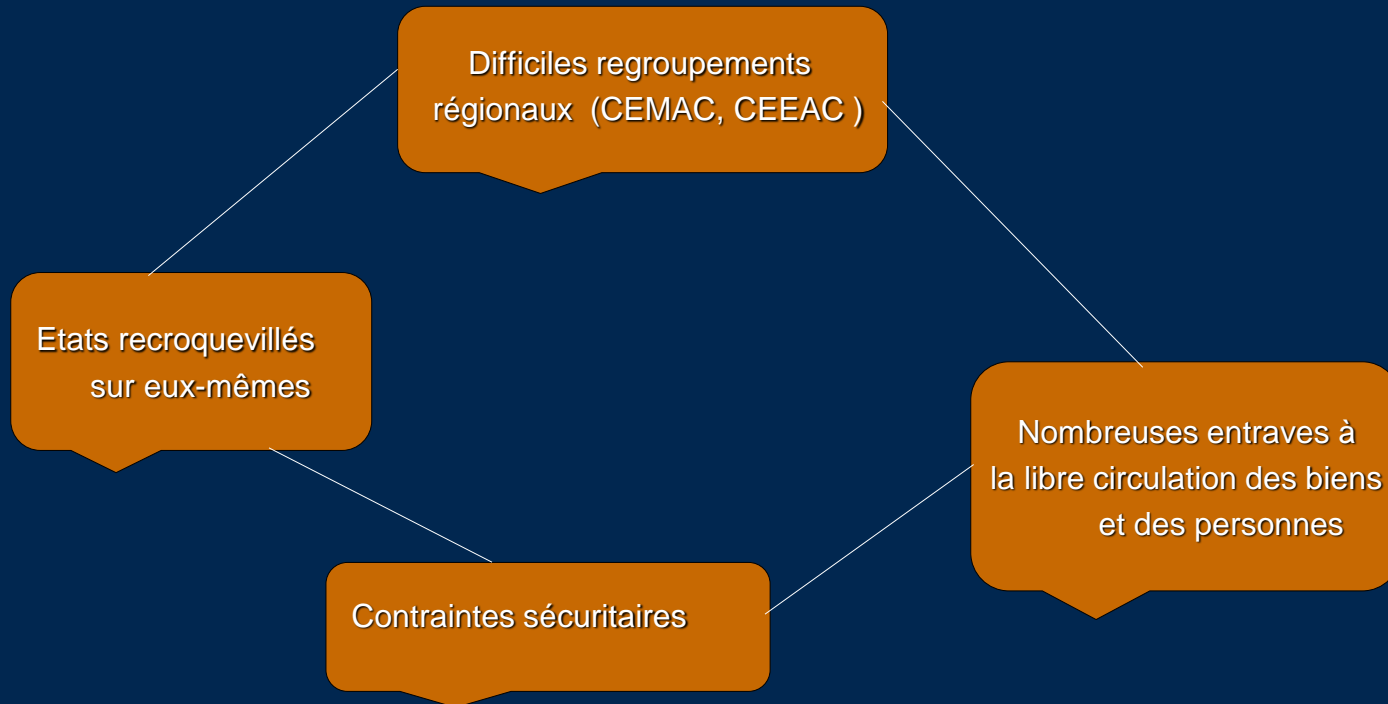 Difficiles regroupements
régionaux (CEMAC, CEEAC )
Etats recroquevillés
sur eux-mêmes
Nombreuses entraves à
la libre circulation des biens
et des personnes
Contraintes sécuritaires